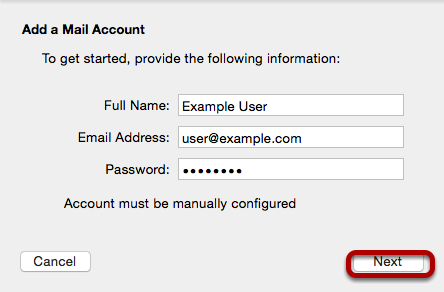 Add a Mail Account
To get started, provide the following information:
Full Name: Example User
Email Address: user@example.com
Password: ••••••••
Account must be manually configured
Cancel Next